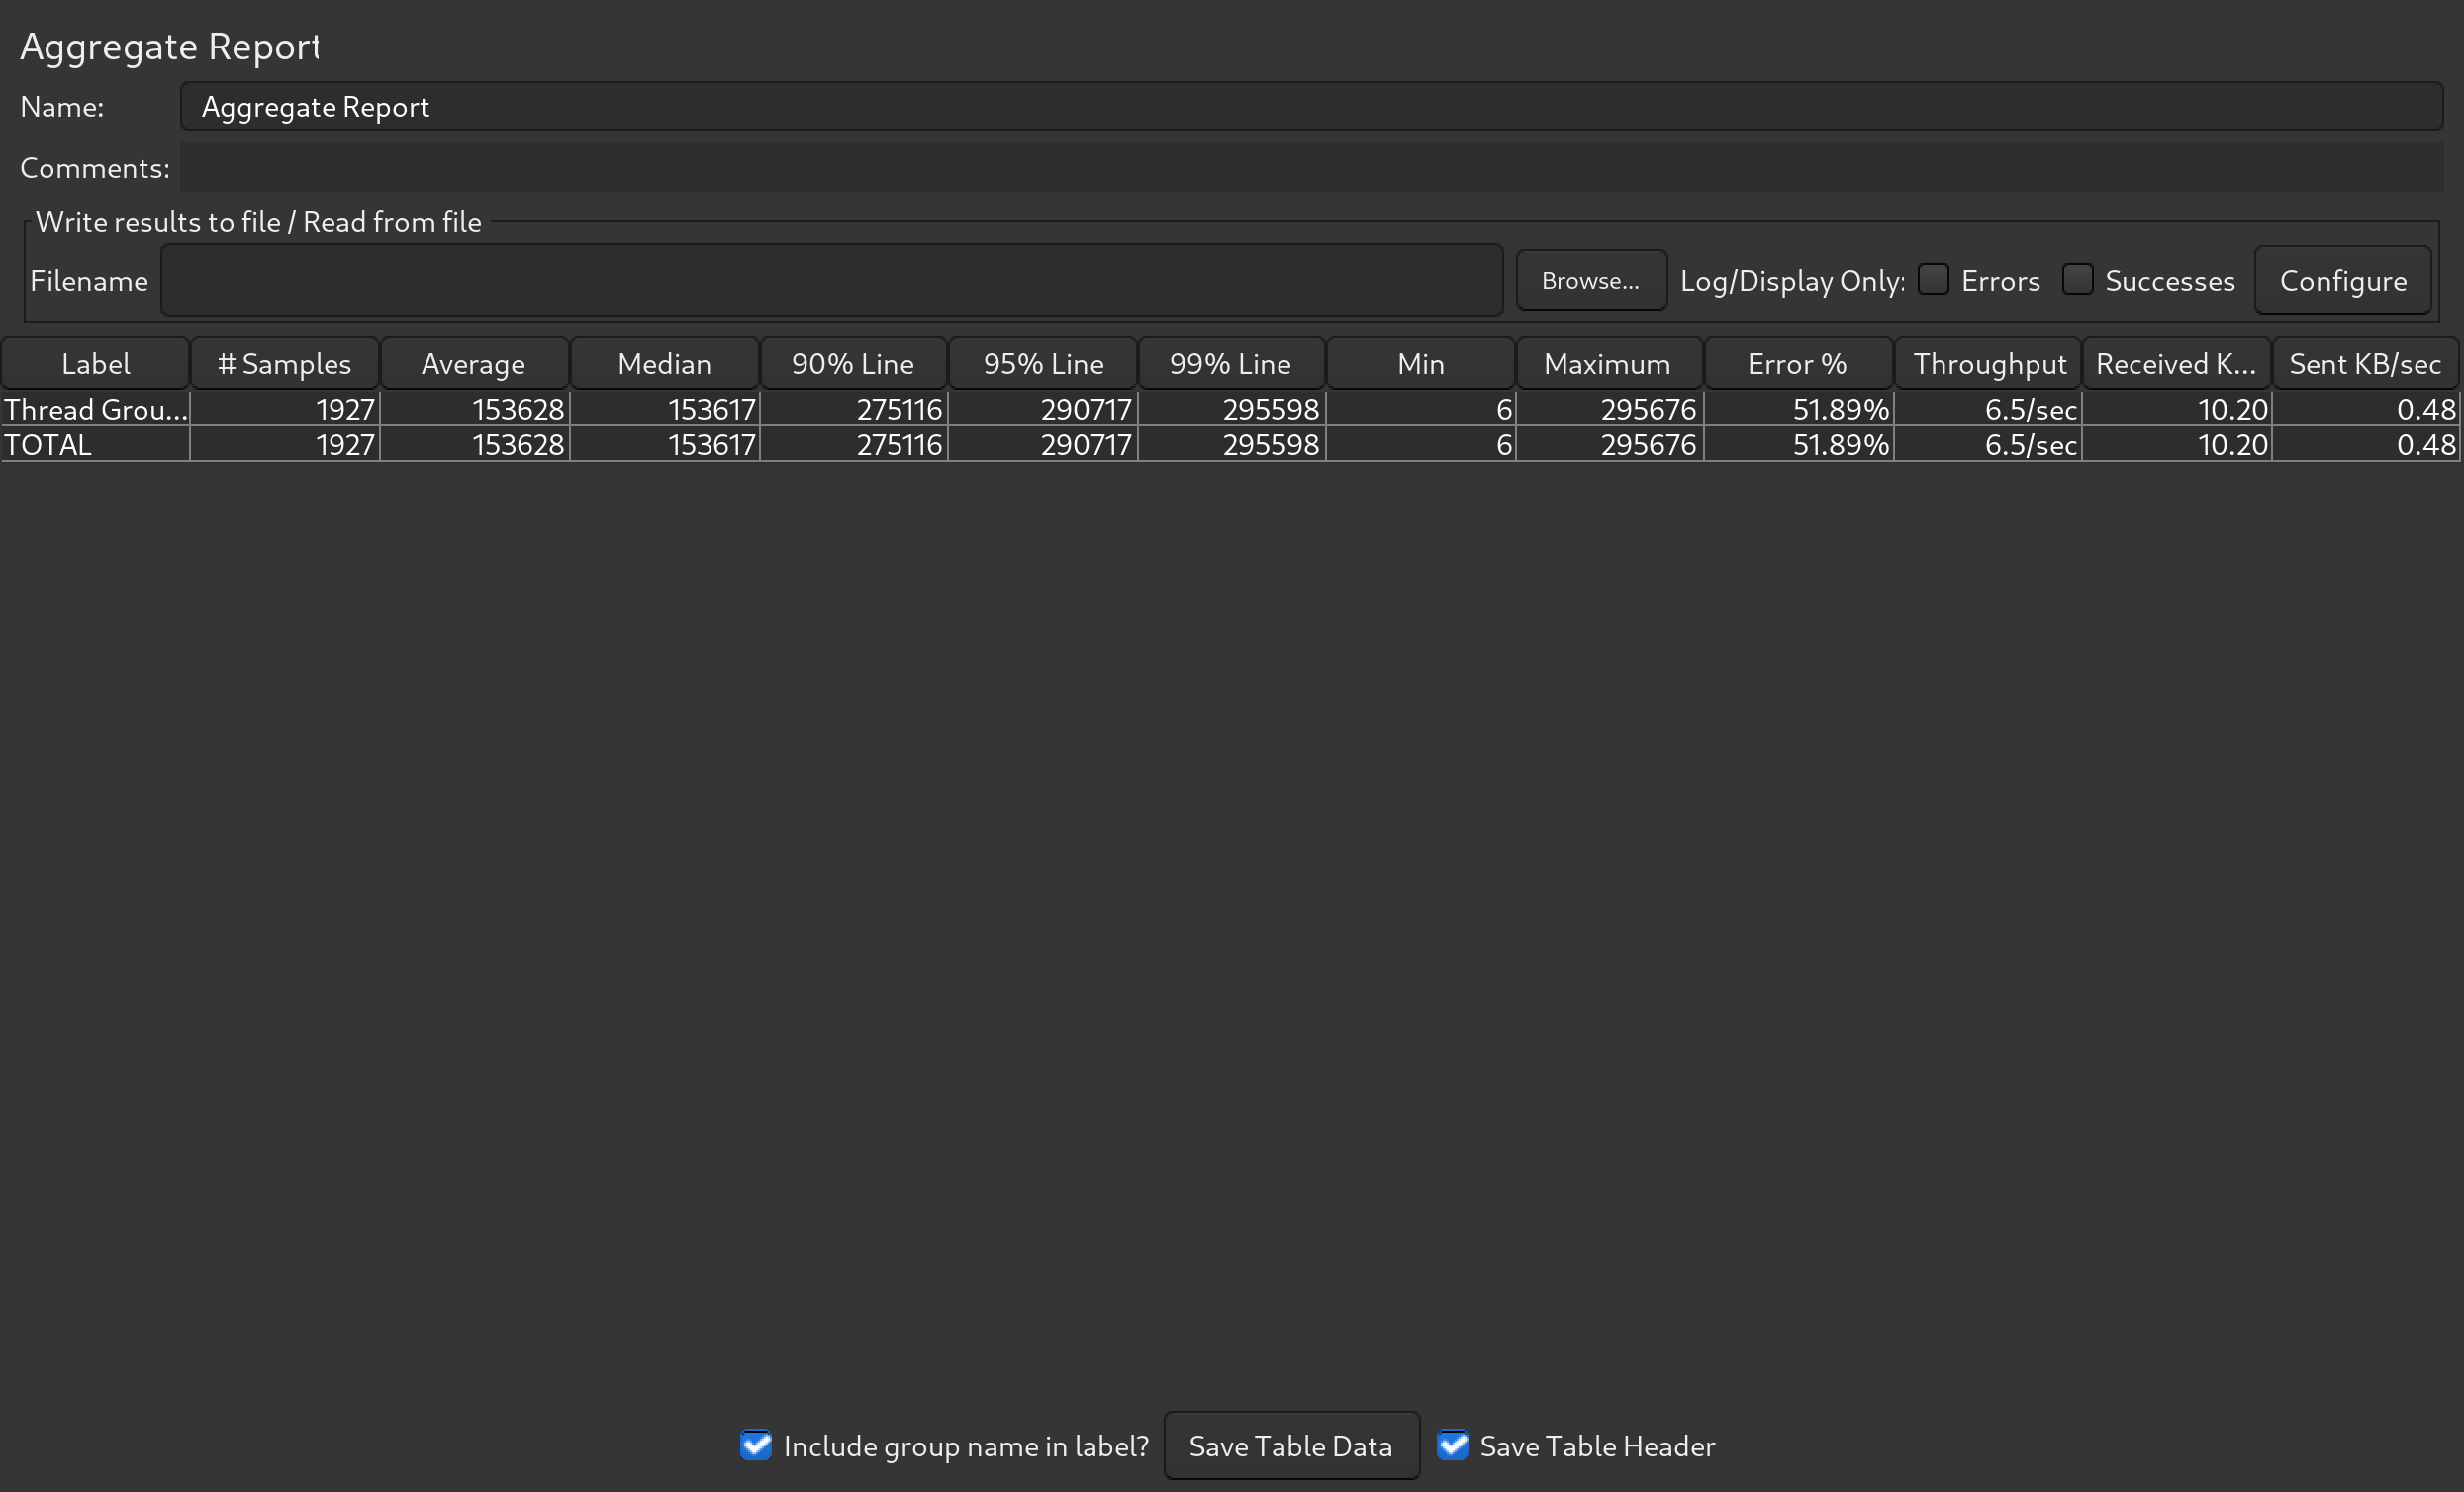 Aggregate Report
Name: Aggregate Report
Comments:
Write results to file / Read from file
Filename Browse... Log/Display Only: Errors Successes Configure
Label # Samples Average Median 90% Line 95% Line 99% Line Min Maximum Error % Throughput Received K... Sent KB/sec
Thread Grou... 1927 153628 153617 275116 290717 295598 6 295676 51.89% 6.5/sec 10.20 0.48
TOTAL 1927 153628 153617 275116 290717 295598 6 295676 51.89% 6.5/sec 10.20 0.48
Include group name in label? Save Table Data Save Table Header